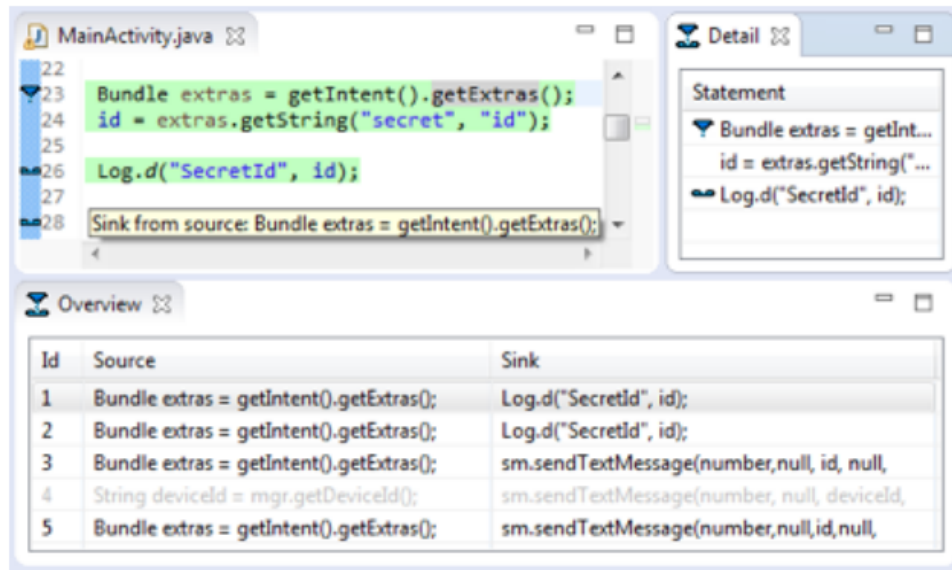 MainActivity.java
22
23 Bundle extras = getIntent().getExtras();
24 id = extras.getString("secret", "id");
25
26 Log.d("SecretId", id);
27
28 Sink from source: Bundle extras = getIntent().getExtras();
Detail
Statement
Bundle extras = getInt...
id = extras.getString("...
Log.d("SecretId", id);
Overview
Id Source Sink
1 Bundle extras = getIntent().getExtras(); Log.d("SecretId", id);
2 Bundle extras = getIntent().getExtras(); Log.d("SecretId", id);
3 Bundle extras = getIntent().getExtras(); sm.sendTextMessage(number,null, id, null,
4 String deviceId = mgr.getDeviceId(); sm.sendTextMessage(number, null, deviceId,
5 Bundle extras = getIntent().getExtras(); sm.sendTextMessage(number,null,id,null,